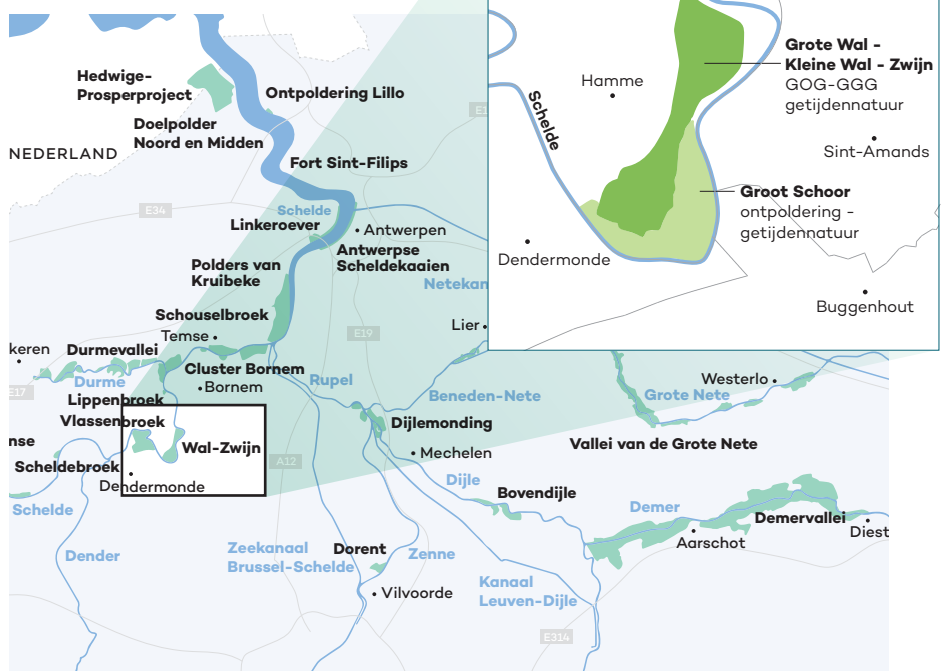 Hedwige-
Prosperproject
Ontpoldering Lillo
Doelpolder
Noord en Midden
NEDERLAND
Fort Sint-Filips
E34
Schelde
Linkeroever
Antwerpen
Antwerpse
Scheldekaaien
Polders van
Kruibeke
Netekan
Schouselbroek
Temse
E19
Lier
keren
Durmevallei
Cluster Bornem
E17
Durme
Bornem
Rupel
Beneden-Nete
Westerlo
Grote Nete
Lippenbroek
Vlassenbroek
nse
Wal-Zwijn
Dijlemonding
Vallei van de Grote Nete
Scheldebroek
Dendermonde
A12
Mechelen
Schelde
Dijle
Bovendijle
Demer
Demervallei
Diest
Aarschot
Dender
Zeekanaal
Brussel-Schelde
Dorent
Zenne
Vilvoorde
Kanaal
Leuven-Dijle
E314
Grote Wal -
Kleine Wal - Zwijn
GOG-GGG
getijdennatuur
Hamme
Schelde
Sint-Amands
Groot Schoor
ontpoldering -
getijdennatuur
Dendermonde
Buggenhout